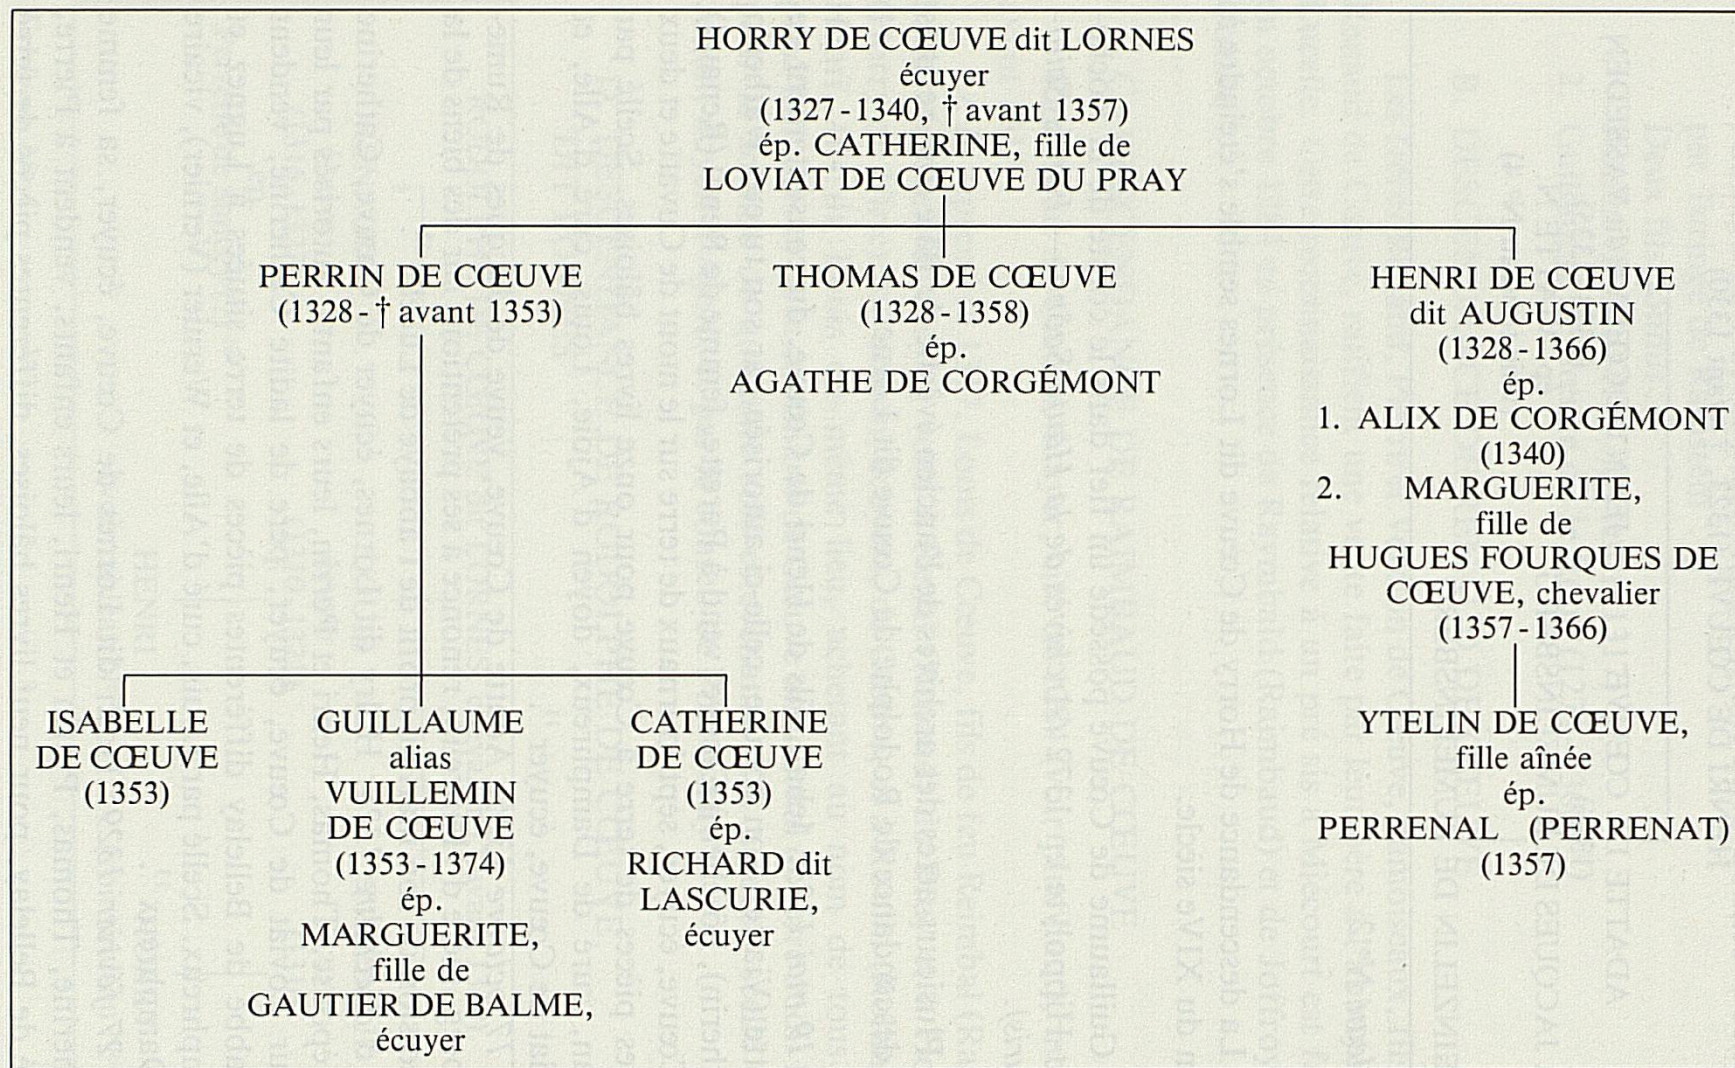 HORRY DE CŒUVE dit LORNES
écuyer
(1327-1340, † avant 1357)
ép. CATHERINE, fille de
LOVIAT DE CŒUVE DU PRAY
PERRIN DE CŒUVE
(1328- † avant 1353)
THOMAS DE CŒUVE
(1328-1358)
ép.
AGATHE DE CORGÉMONT
HENRI DE CŒUVE
dit AUGUSTIN
(1328-1366)
ép.
1. ALIX DE CORGÉMONT
(1340)
2. MARGUERITE,
fille de
HUGUES FOURQUES DE
CŒUVE, chevalier
(1357-1366)
ISABELLE
DE CŒUVE
(1353)
GUILLAUME
alias
VUILLEMIN
DE CŒUVE
(1353-1374)
ép.
MARGUERITE,
fille de
GAUTIER DE BALME,
écuyer
CATHERINE
DE CŒUVE
(1353)
ép.
RICHARD dit
LASCURIE,
écuyer
YTELIN DE CŒUVE,
fille aînée
ép.
PERRENAL (PERRENAT)
(1357)